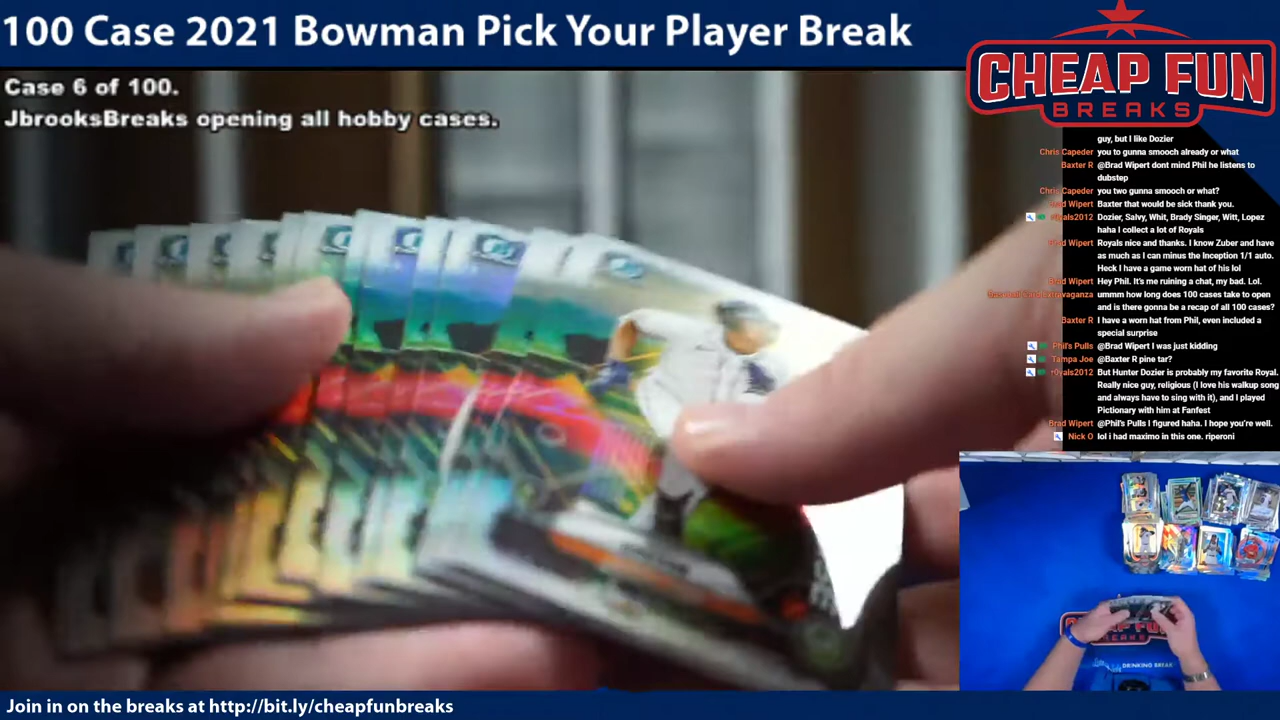 100 Case 2021 Bowman Pick Your Player Break
Case 6 of 100.
JbrooksBreaks opening all hobby cases.
CHEAP FUN
BREAKS
guy, but I like Dozier
Chris Capeder you to gunna smooch already or what
Baxter R @Brad Wipert dont mind Phil he listens to
dubstep
Chris Capeder you two gunna smooch or what?
Brad Wipert Baxter that would be sick thank you.
Dozier, Salvy, Whit, Brady Singer, Witt, Lopez
haha I collect a lot of Royals
Brad Wipert Royals nice and thanks. I know Zuber and have
as much as I can minus the Inception 1/1 auto.
Heck I have a game worn hat of his lol
Brad Wipert Hey Phil. It's me ruining a chat, my bad. Lol.
ummm how long does 100 cases take to open
and is there gonna be a recap of all 100 cases?
Baxter R I have a worn hat from Phil, even included a
special surprise
Phil's Pulls @Brad Wipert I was just kidding
Tampa Joe @Baxter R pine tar?
But Hunter Dozier is probably my favorite Royal.
Really nice guy, religious (I love his walkup song
and always have to sing with it), and I played
Pictionary with him at Fanfest
Brad Wipert @Phil's Pulls I figured haha. I hope you're well.
Nick O lol i had maximo in this one. riperoni
CHEAP FUN
BREAKS
DRINKING BREAK
Join in on the breaks at http://bit.ly/cheapfunbreaks